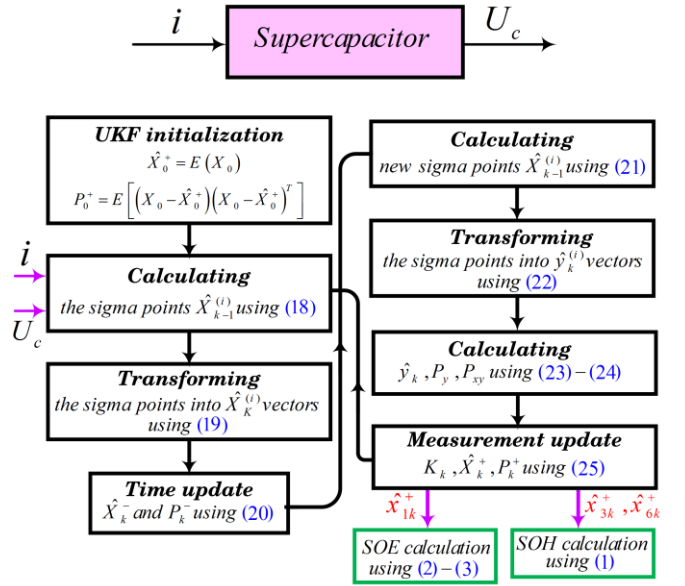 i
Supercapacitor
U_c
UKF initialization
X̂_0^+ = E(X_0)
P_0^+ = E[(X_0 − X̂_0^+)(X_0 − X̂_0^+)^T]
i
U_c
Calculating
the sigma points X̂_{k-1}^{(i)} using (18)
Transforming
the sigma points into X̂_K^{(i)} vectors
using (19)
Time update
X̂_k^- and P_k^- using (20)
Calculating
new sigma points X̂_{k-1}^{(i)} using (21)
Transforming
the sigma points into ŷ_k^{(i)} vectors
using (22)
Calculating
ŷ_k , P_y , P_{xy} using (23)−(24)
Measurement update
K_k , X̂_k^+ , P_k^+ using (25)
x̂_{1k}^+
x̂_{3k}^+ , x̂_{6k}^+
SOE calculation
using (2)−(3)
SOH calculation
using (1)